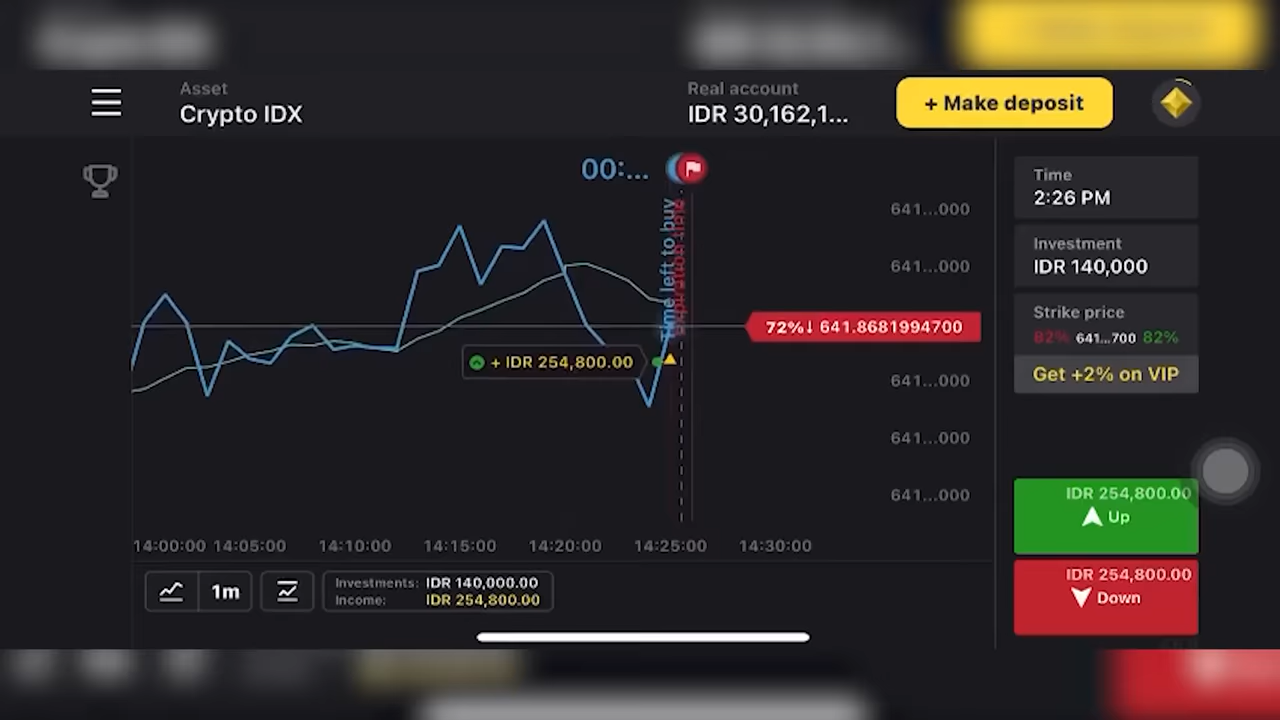 Asset
Crypto IDX
Real account
IDR 30,162,1...
+ Make deposit
00:...
time left to buy
expiration time
641...000
641...000
72%↓ 641.8681994700
+ IDR 254,800.00
641...000
641...000
641...000
14:00:00 14:05:00 14:10:00 14:15:00 14:20:00 14:25:00 14:30:00
1m
Investments: IDR 140,000.00
Income: IDR 254,800.00
Time
2:26 PM
Investment
IDR 140,000
Strike price
82% 641...700 82%
Get +2% on VIP
IDR 254,800.00
Up
IDR 254,800.00
Down